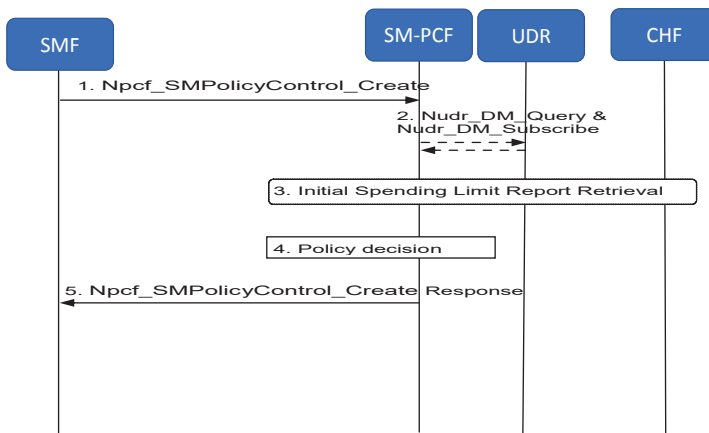 SMF
SM-PCF
UDR
CHF
1. Npcf_SMPolicyControl_Create
2. Nudr_DM_Query &
Nudr_DM_Subscribe
3. Initial Spending Limit Report Retrieval
4. Policy decision
5. Npcf_SMPolicyControl_Create Response